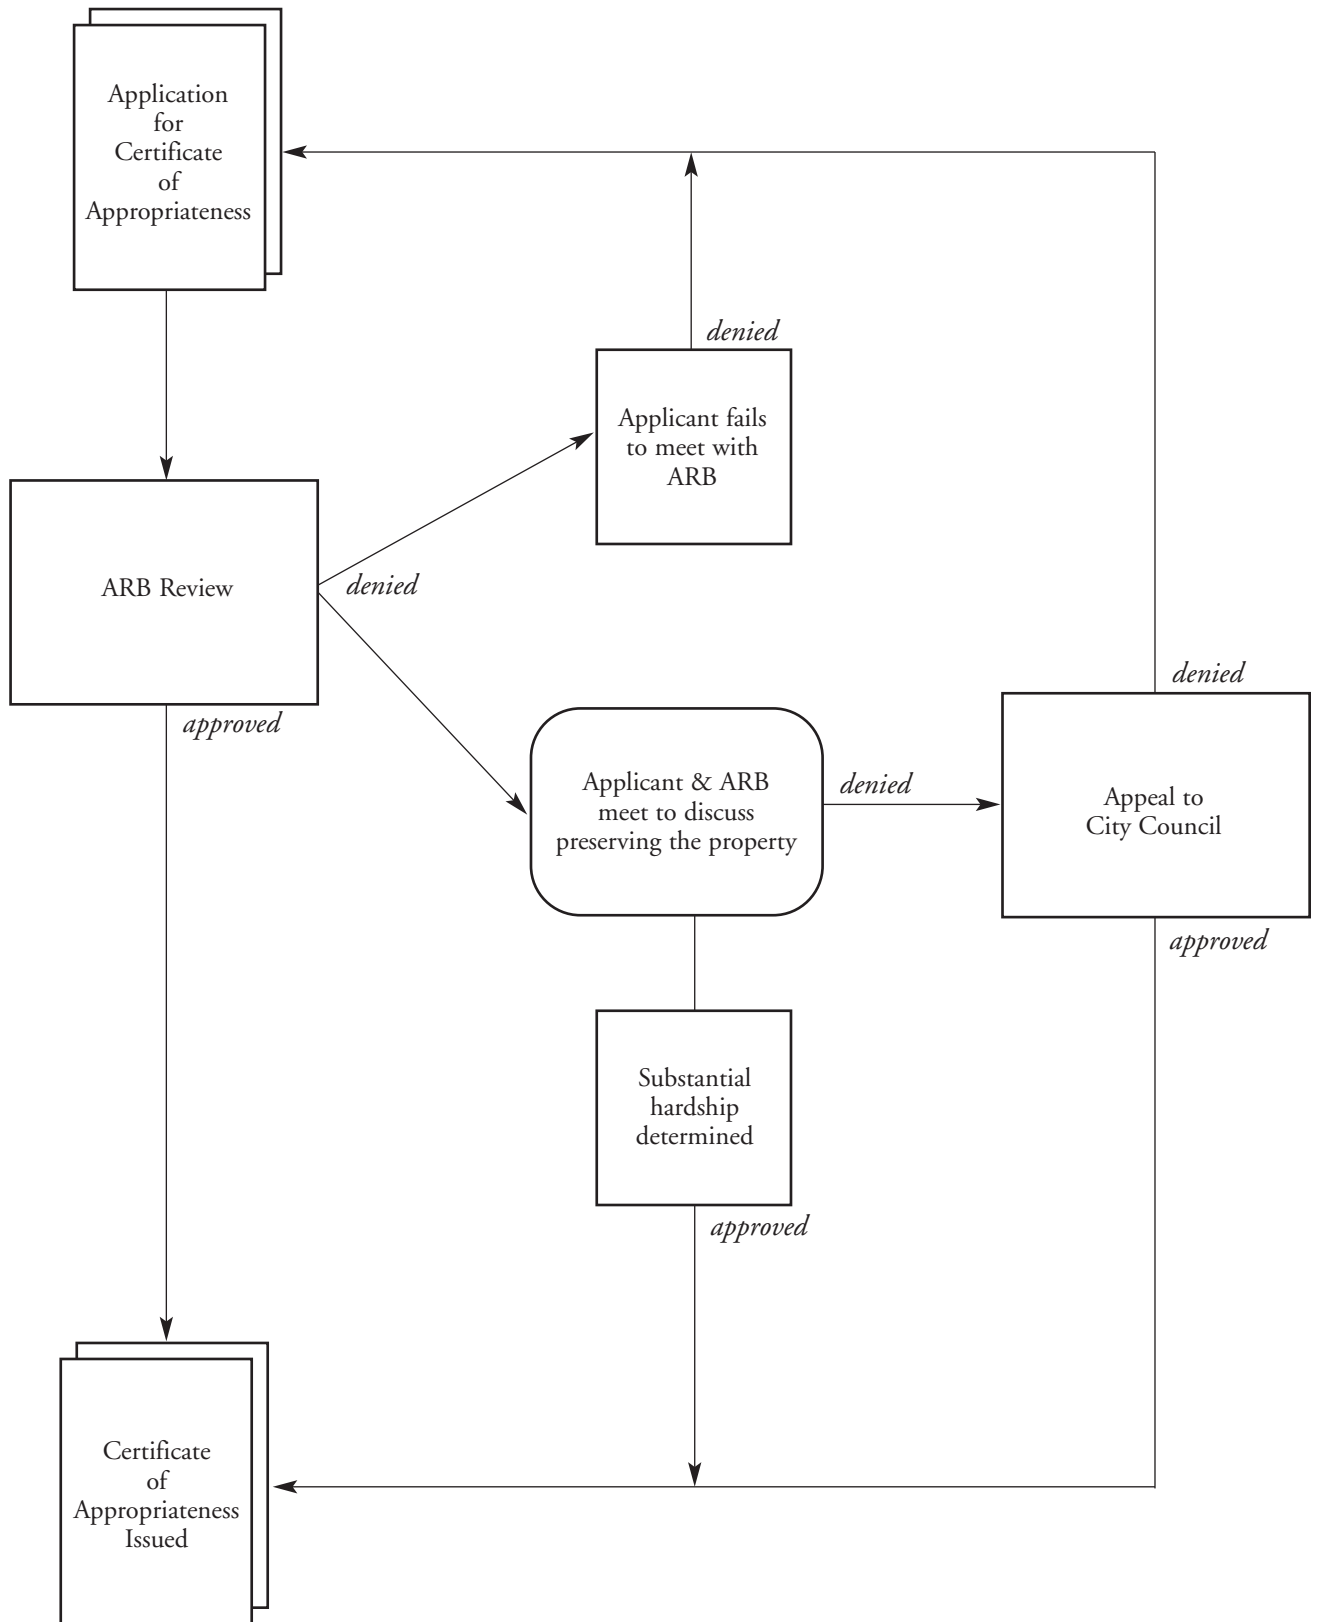 Application
for
Certificate
of
Appropriateness
denied
Applicant fails
to meet with
ARB
ARB Review
denied
approved
denied
Applicant & ARB
meet to discuss
preserving the property
denied
Appeal to
City Council
approved
Substantial
hardship
determined
approved
Certificate
of
Appropriateness
Issued